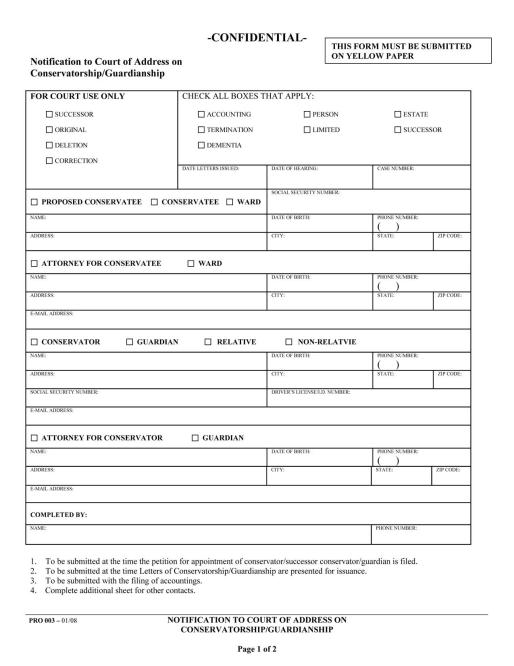 -CONFIDENTIAL-
THIS FORM MUST BE SUBMITTED
ON YELLOW PAPER
Notification to Court of Address on
Conservatorship/Guardianship
FOR COURT USE ONLY
CHECK ALL BOXES THAT APPLY:
☐ SUCCESSOR ☐ ACCOUNTING ☐ PERSON ☐ ESTATE
☐ ORIGINAL ☐ TERMINATION ☐ LIMITED ☐ SUCCESSOR
☐ DELETION ☐ DEMENTIA
☐ CORRECTION
DATE LETTERS ISSUED: DATE OF HEARING: CASE NUMBER:
SOCIAL SECURITY NUMBER:
☐ PROPOSED CONSERVATEE ☐ CONSERVATEE ☐ WARD
NAME: DATE OF BIRTH: PHONE NUMBER:
( )
ADDRESS: CITY: STATE: ZIP CODE:
☐ ATTORNEY FOR CONSERVATEE ☐ WARD
NAME: DATE OF BIRTH: PHONE NUMBER:
( )
ADDRESS: CITY: STATE: ZIP CODE:
E-MAIL ADDRESS:
☐ CONSERVATOR ☐ GUARDIAN ☐ RELATIVE ☐ NON-RELATVIE
NAME: DATE OF BIRTH: PHONE NUMBER:
( )
ADDRESS: CITY: STATE: ZIP CODE:
SOCIAL SECURITY NUMBER: DRIVER'S LICENSE/I.D. NUMBER:
E-MAIL ADDRESS:
☐ ATTORNEY FOR CONSERVATOR ☐ GUARDIAN
NAME: DATE OF BIRTH: PHONE NUMBER:
( )
ADDRESS: CITY: STATE: ZIP CODE:
E-MAIL ADDRESS:
COMPLETED BY:
NAME: PHONE NUMBER:
1. To be submitted at the time the petition for appointment of conservator/successor conservator/guardian is filed.
2. To be submitted at the time Letters of Conservatorship/Guardianship are presented for issuance.
3. To be submitted with the filing of accountings.
4. Complete additional sheet for other contacts.
PRO 003 – 01/08
NOTIFICATION TO COURT OF ADDRESS ON
CONSERVATORSHIP/GUARDIANSHIP
Page 1 of 2